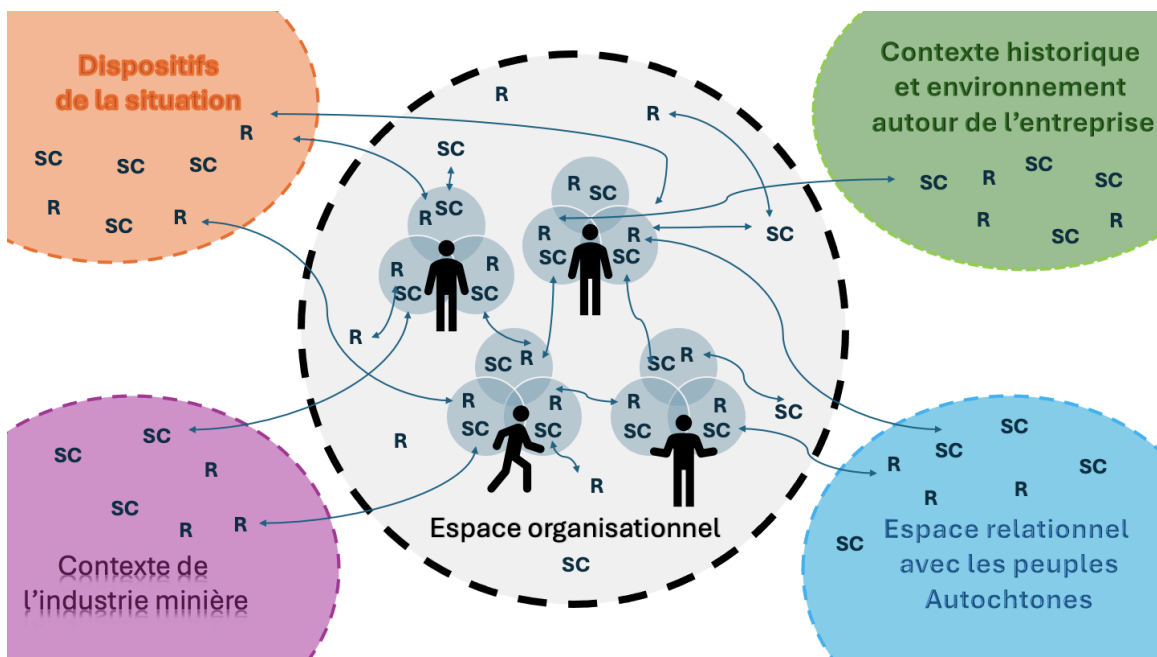 Dispositifs
de la situation
R
SC
SC
SC
R
SC
R
Contexte historique
et environnement
autour de l'entreprise
SC
R
SC
SC
R
SC
R
R
R
SC
SC
R
SC
R
SC
R
SC
R
SC
R
SC
R
SC
R
SC
R
SC
R
SC
R
SC
SC
R
R
SC
R
SC
SC
R
R
SC
Espace organisationnel
SC
SC
SC
R
SC
R
R
Contexte de
l'industrie minière
SC
SC
R
SC
R
R
SC
Espace relationnel
avec les peuples
Autochtones